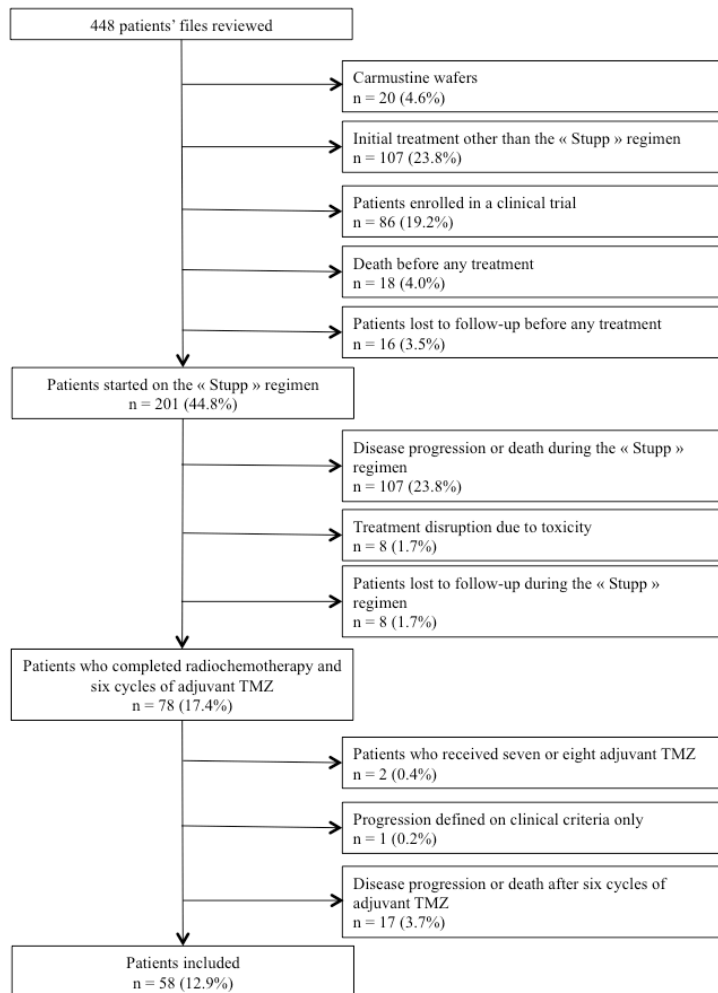 448 patients' files reviewed
Carmustine wafers
n = 20 (4.6%)
Initial treatment other than the « Stupp » regimen
n = 107 (23.8%)
Patients enrolled in a clinical trial
n = 86 (19.2%)
Death before any treatment
n = 18 (4.0%)
Patients lost to follow-up before any treatment
n = 16 (3.5%)
Patients started on the « Stupp » regimen
n = 201 (44.8%)
Disease progression or death during the « Stupp »
regimen
n = 107 (23.8%)
Treatment disruption due to toxicity
n = 8 (1.7%)
Patients lost to follow-up during the « Stupp »
regimen
n = 8 (1.7%)
Patients who completed radiochemotherapy and
six cycles of adjuvant TMZ
n = 78 (17.4%)
Patients who received seven or eight adjuvant TMZ
n = 2 (0.4%)
Progression defined on clinical criteria only
n = 1 (0.2%)
Disease progression or death after six cycles of
adjuvant TMZ
n = 17 (3.7%)
Patients included
n = 58 (12.9%)